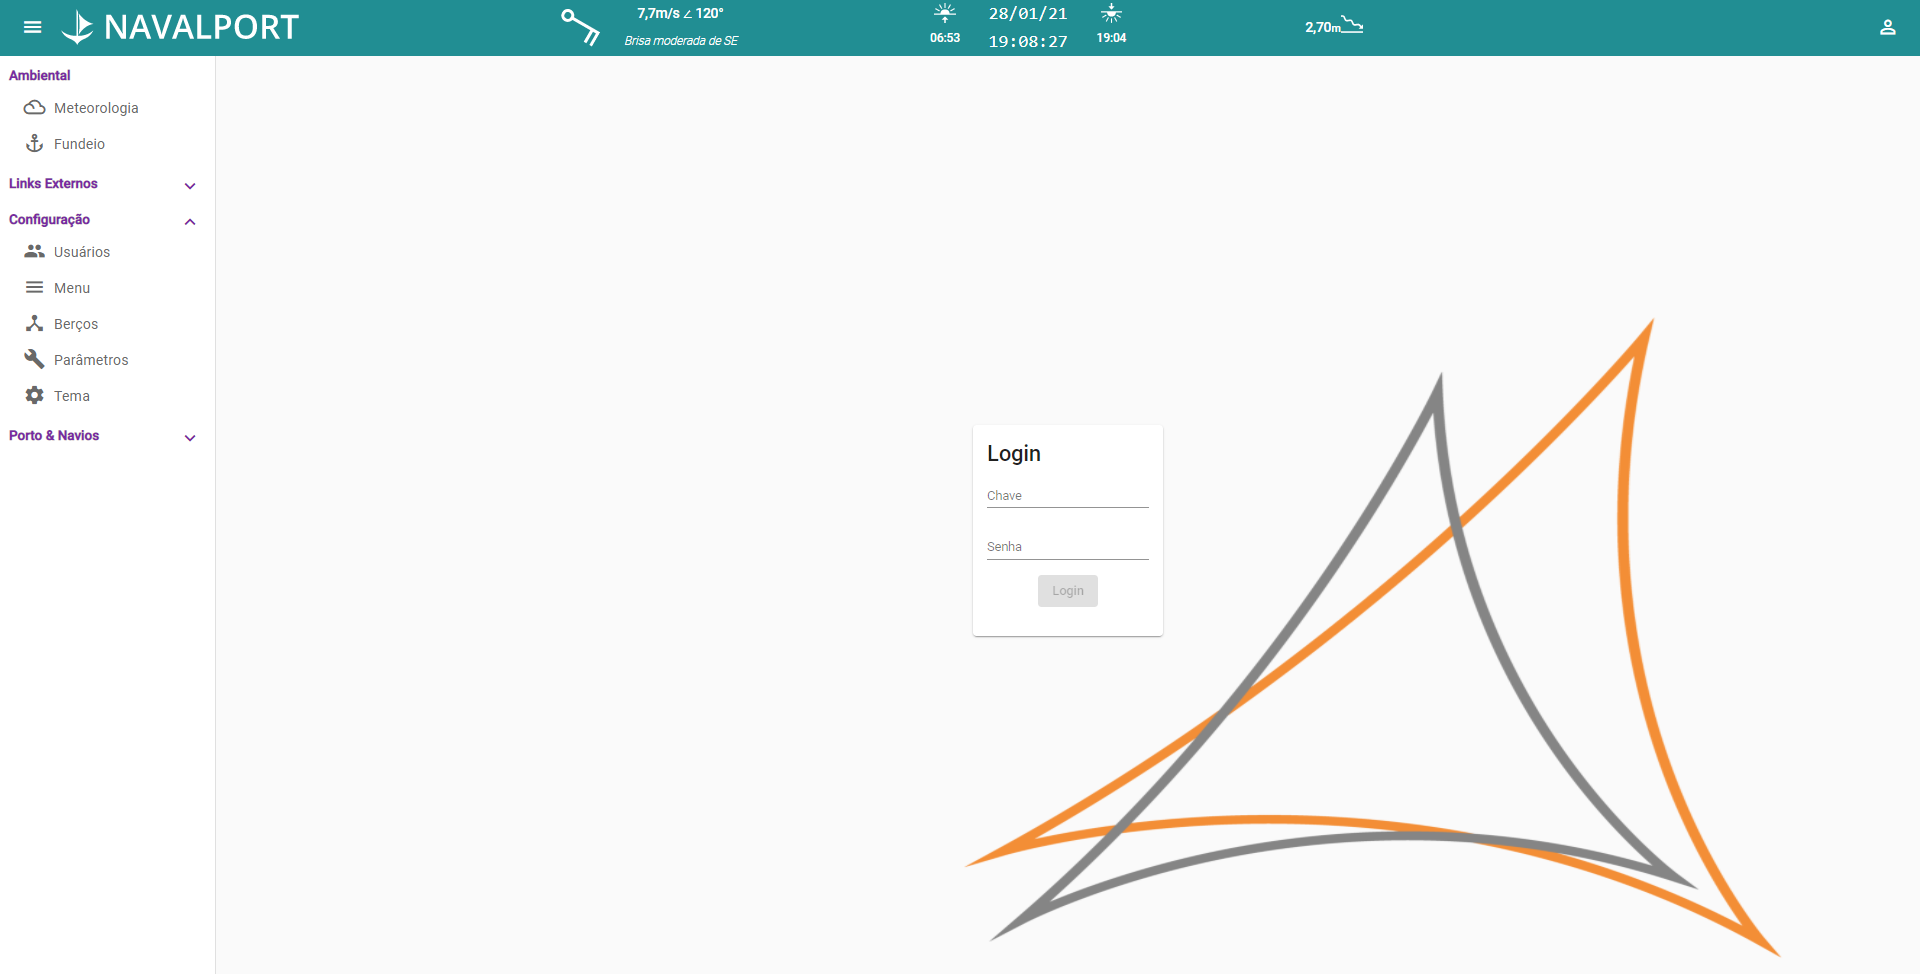 NAVALPORT
7,7m/s ∠ 120°
Brisa moderada de SE
06:53
28/01/21
19:08:27
19:04
2,70m
Ambiental
Meteorologia
Fundeio
Links Externos
Configuração
Usuários
Menu
Berços
Parâmetros
Tema
Porto & Navios
Login
Chave
Senha
Login